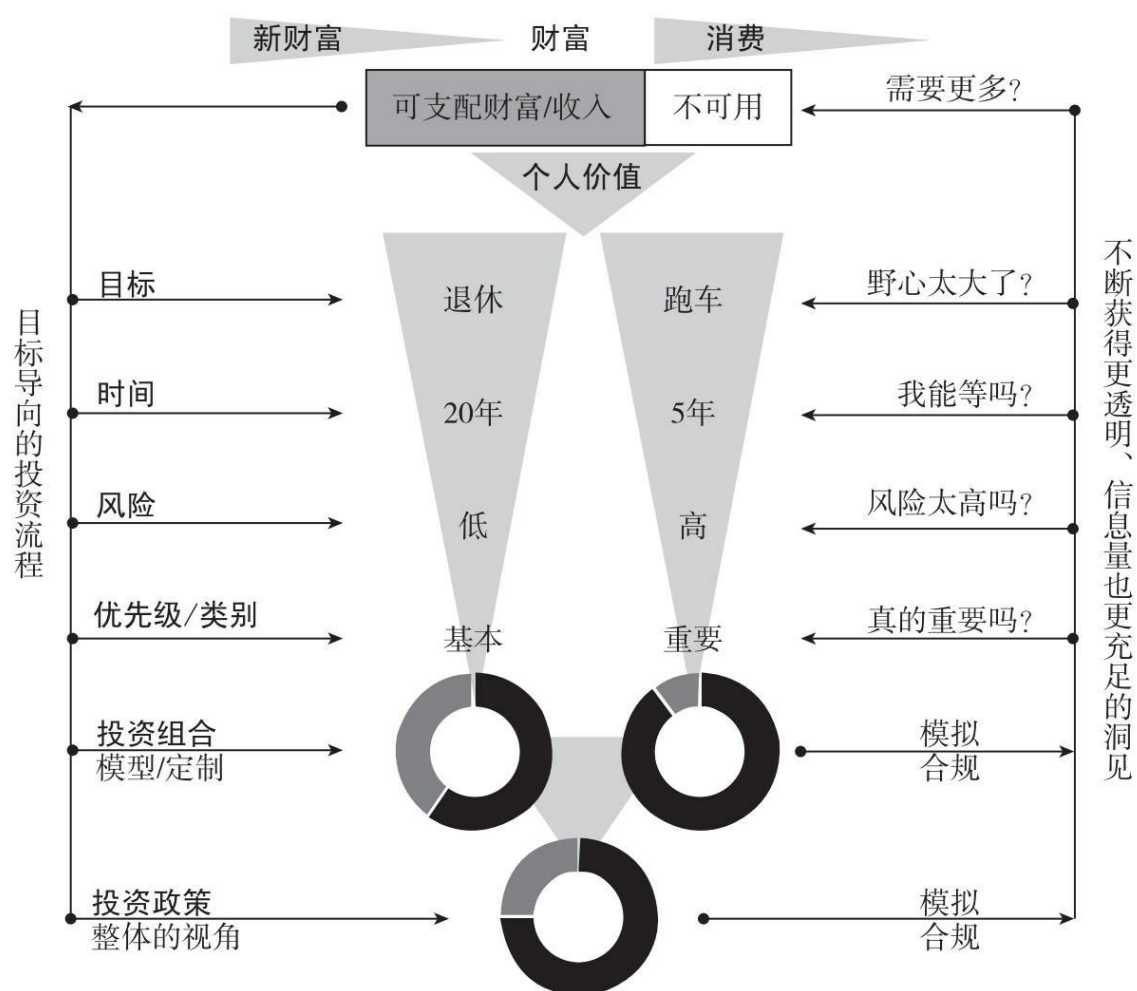 新财富
财富
消费
可支配财富/收入
不可用
需要更多?
个人价值
目标
退休
跑车
野心太大了?
时间
20年
5年
我能等吗?
风险
低
高
风险太高吗?
优先级/类别
基本
重要
真的重要吗?
投资组合
模型/定制
模拟
合规
投资政策
整体的视角
模拟
合规
目标导向的投资流程
不断获得更透明、信息量也更充足的洞见